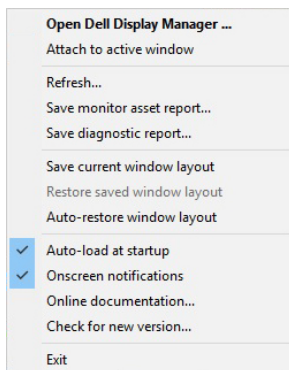 Open Dell Display Manager ...
Attach to active window
Refresh...
Save monitor asset report...
Save diagnostic report...
Save current window layout
Restore saved window layout
Auto-restore window layout
Auto-load at startup
Onscreen notifications
Online documentation...
Check for new version...
Exit